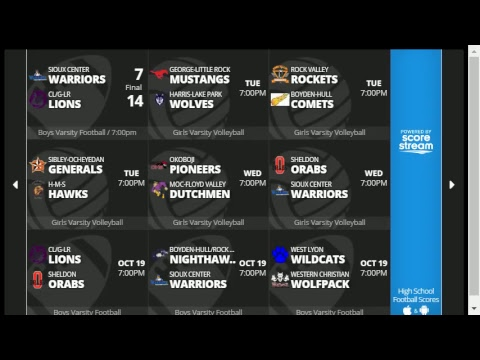 SIOUX CENTER
WARRIORS 7
Final
CL/G-LR
LIONS 14
Boys Varsity Football / 7:00pm
GEORGE-LITTLE ROCK
MUSTANGS
TUE
7:00PM
HARRIS-LAKE PARK
WOLVES
Girls Varsity Volleyball
ROCK VALLEY
ROCKETS
TUE
7:00PM
BOYDEN-HULL
COMETS
Girls Varsity Volleyball
SIBLEY-OCHEYEDAN
GENERALS
TUE
7:00PM
H-M-S
HAWKS
Girls Varsity Volleyball
OKOBOJI
PIONEERS
WED
7:00PM
MOC-FLOYD VALLEY
DUTCHMEN
Girls Varsity Volleyball
SHELDON
ORABS
WED
7:00PM
SIOUX CENTER
WARRIORS
Girls Varsity Volleyball
CL/G-LR
LIONS
OCT 19
7:00PM
SHELDON
ORABS
Boys Varsity Football
BOYDEN-HULL/ROCK ...
NIGHTHAW...
OCT 19
7:00PM
SIOUX CENTER
WARRIORS
Boys Varsity Football
WEST LYON
WILDCATS
OCT 19
7:00PM
WESTERN CHRISTIAN
WOLFPACK
Boys Varsity Football
POWERED BY
score
stream
High School
Football Scores
&